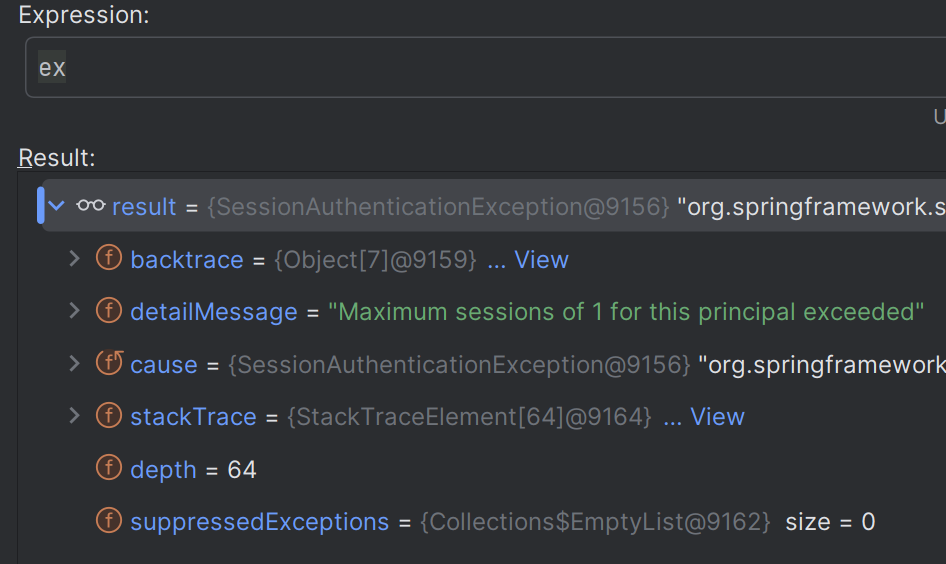 Expression:
ex
U
Result:
result = {SessionAuthenticationException@9156} "org.springframework.s
f backtrace = {Object[7]@9159} ... View
f detailMessage = "Maximum sessions of 1 for this principal exceeded"
f cause = {SessionAuthenticationException@9156} "org.springframework
f stackTrace = {StackTraceElement[64]@9164} ... View
f depth = 64
f suppressedExceptions = {Collections$EmptyList@9162} size = 0